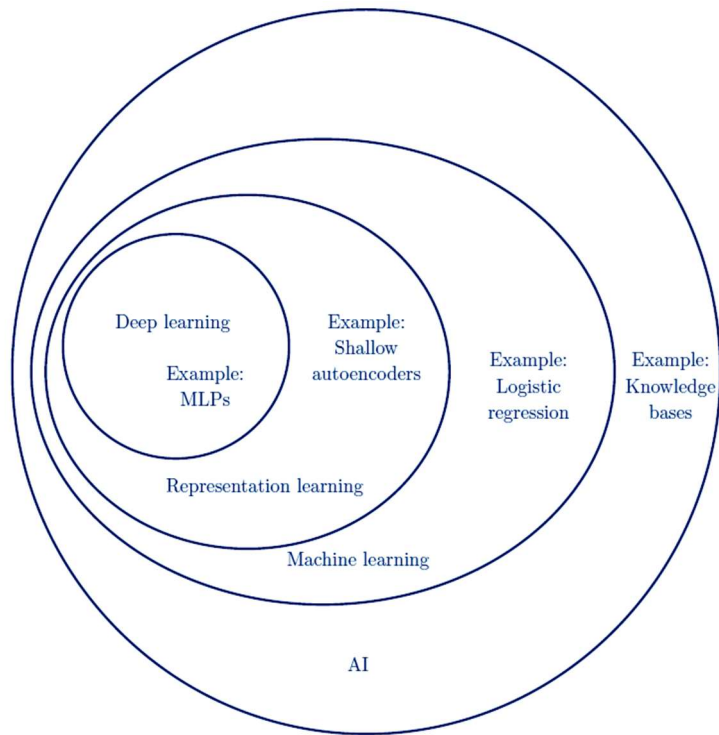 Deep learning
Example:
MLPs
Example:
Shallow
autoencoders
Example:
Logistic
regression
Example:
Knowledge
bases
Representation learning
Machine learning
AI